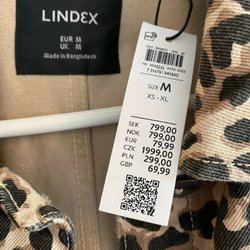 LINDEX
EUR M
UK M
Made in Bangladesh
SIZE M
XS - XL
SEK 799,00
NOK 799,00
EUR 79,99
CZK 1999,00
PLN 299,00
GBP 69,99